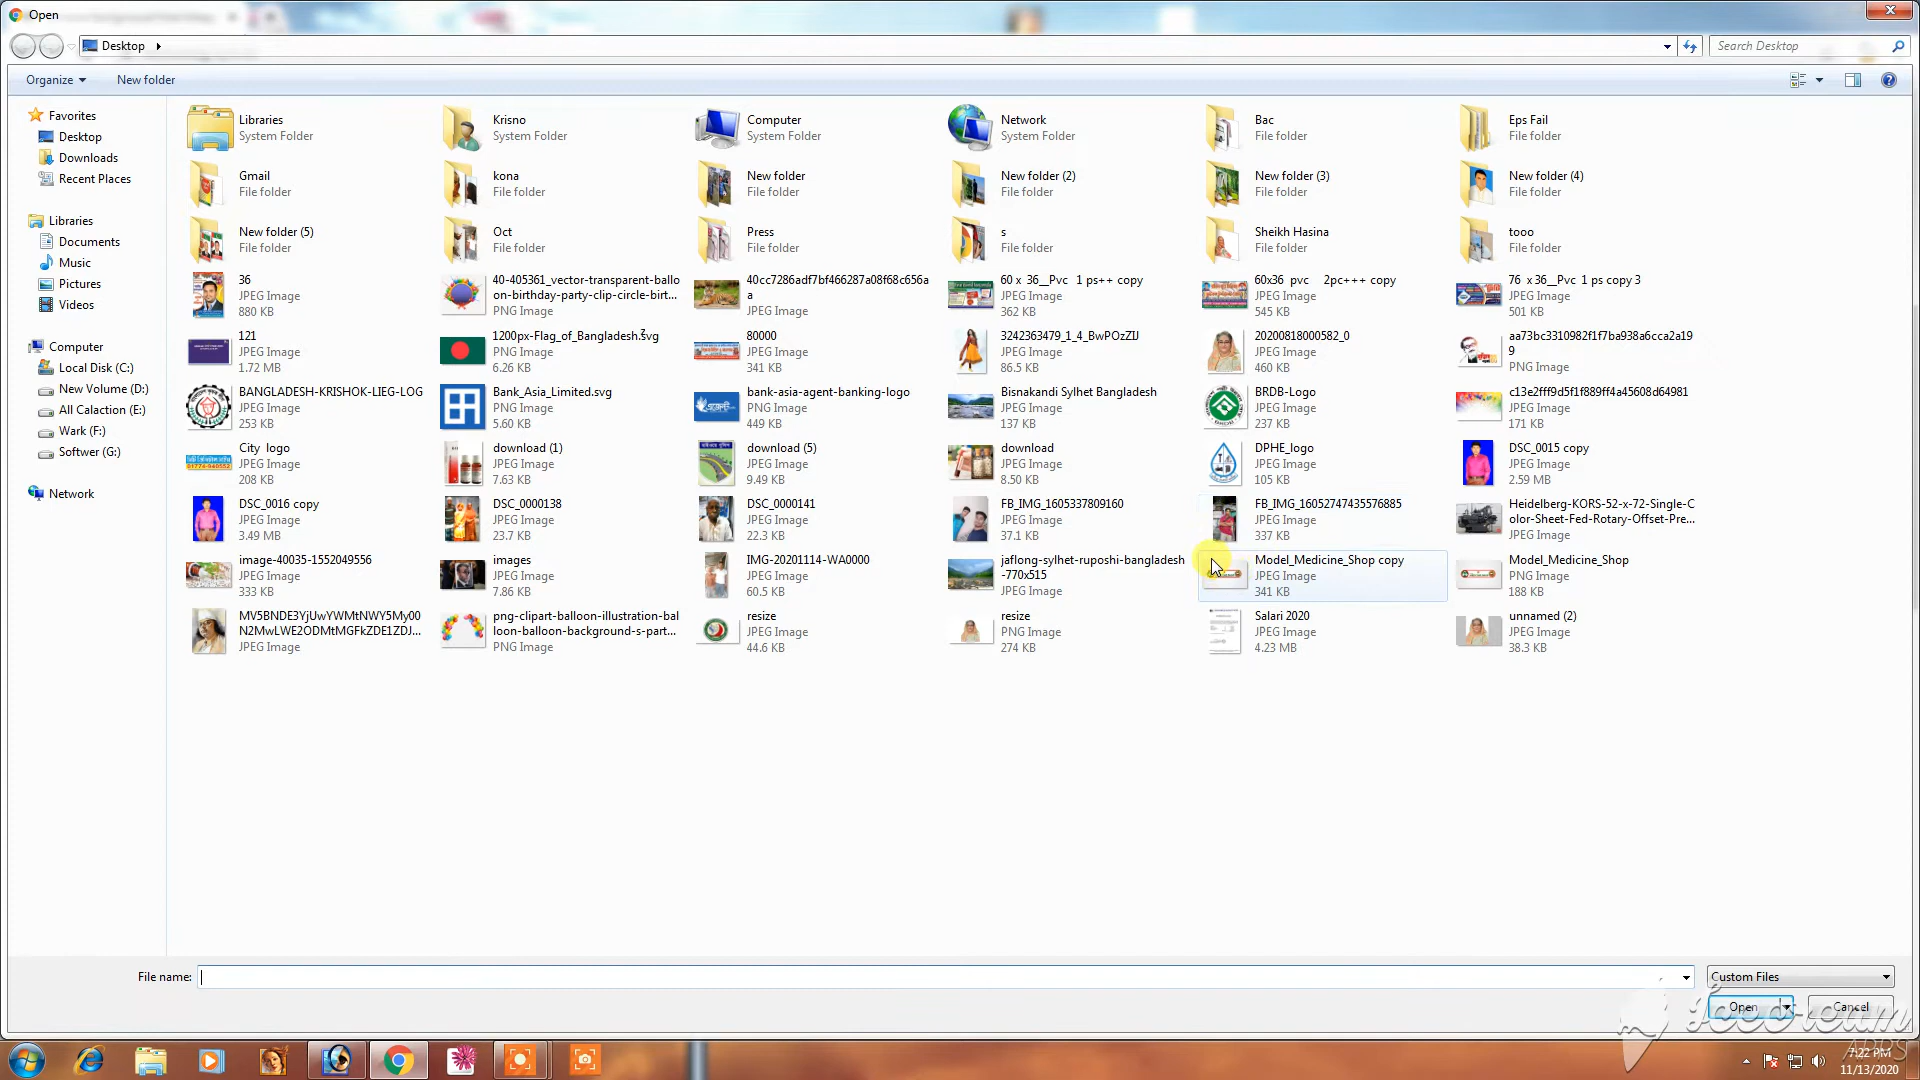 Open
Desktop
Search Desktop
Organize
New folder
Favorites
Desktop
Downloads
Recent Places
Libraries
Documents
Music
Pictures
Videos
Computer
Local Disk (C:)
New Volume (D:)
All Calaction (E:)
Wark (F:)
Softwer (G:)
Network
Libraries
System Folder
Krisno
System Folder
Computer
System Folder
Network
System Folder
Bac
File folder
Eps Fail
File folder
Gmail
File folder
kona
File folder
New folder
File folder
New folder (2)
File folder
New folder (3)
File folder
New folder (4)
File folder
New folder (5)
File folder
Oct
File folder
Press
File folder
s
File folder
Sheikh Hasina
File folder
tooo
File folder
36
JPEG Image
880 KB
40-405361_vector-transparent-ballo
on-birthday-party-clip-circle-birt...
PNG Image
40cc7286adf7bf466287a08f68c656a
a
JPEG Image
60 x 36__Pvc 1 ps++ copy
JPEG Image
362 KB
60x36 pvc 2pc+++ copy
JPEG Image
545 KB
76 x 36__Pvc 1 ps copy 3
JPEG Image
501 KB
121
JPEG Image
1.72 MB
1200px-Flag_of_Bangladesh.svg
PNG Image
6.26 KB
80000
JPEG Image
341 KB
3242363479_1_4_BwPOzZIJ
JPEG Image
86.5 KB
20200818000582_0
JPEG Image
460 KB
aa73bc3310982f1f7ba938a6cca2a19
9
PNG Image
BANGLADESH-KRISHOK-LIEG-LOG
JPEG Image
253 KB
Bank_Asia_Limited.svg
PNG Image
5.60 KB
bank-asia-agent-banking-logo
PNG Image
449 KB
Bisnakandi Sylhet Bangladesh
JPEG Image
137 KB
BRDB-Logo
JPEG Image
237 KB
c13e2fff9d5f1f889ff4a45608d64981
JPEG Image
171 KB
City logo
JPEG Image
208 KB
download (1)
JPEG Image
7.63 KB
download (5)
JPEG Image
9.49 KB
download
JPEG Image
8.50 KB
DPHE_logo
JPEG Image
105 KB
DSC_0015 copy
JPEG Image
2.59 MB
DSC_0016 copy
JPEG Image
3.49 MB
DSC_0000138
JPEG Image
23.7 KB
DSC_0000141
JPEG Image
22.3 KB
FB_IMG_1605337809160
JPEG Image
37.1 KB
FB_IMG_16052747435576885
JPEG Image
337 KB
Heidelberg-KORS-52-x-72-Single-C
olor-Sheet-Fed-Rotary-Offset-Pre...
JPEG Image
image-40035-1552049556
JPEG Image
333 KB
images
JPEG Image
7.86 KB
IMG-20201114-WA0000
JPEG Image
60.5 KB
jaflong-sylhet-ruposhi-bangladesh
-770x515
JPEG Image
Model_Medicine_Shop copy
JPEG Image
341 KB
Model_Medicine_Shop
PNG Image
188 KB
MV5BNDE3YjUwYWMtNWY5My00
N2MwLWE2ODMtMGFkZDE1ZDJ...
JPEG Image
png-clipart-balloon-illustration-bal
loon-balloon-background-s-part...
PNG Image
resize
JPEG Image
44.6 KB
resize
PNG Image
274 KB
Salari 2020
JPEG Image
4.23 MB
unnamed (2)
JPEG Image
38.3 KB
File name:
Custom Files
Open
Cancel
Icecream
APPS
7:22 PM
11/13/2020